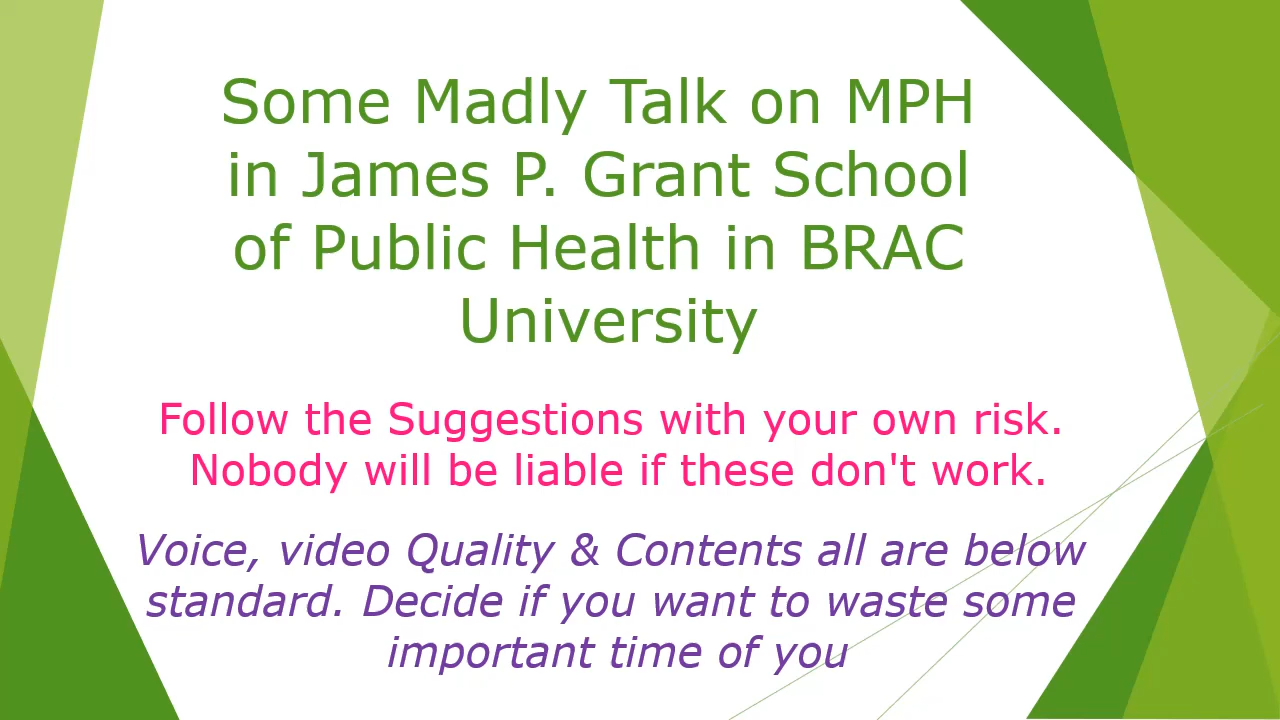 Some Madly Talk on MPH
in James P. Grant School
of Public Health in BRAC
University
Follow the Suggestions with your own risk.
Nobody will be liable if these don't work.
Voice, video Quality & Contents all are below
standard. Decide if you want to waste some
important time of you